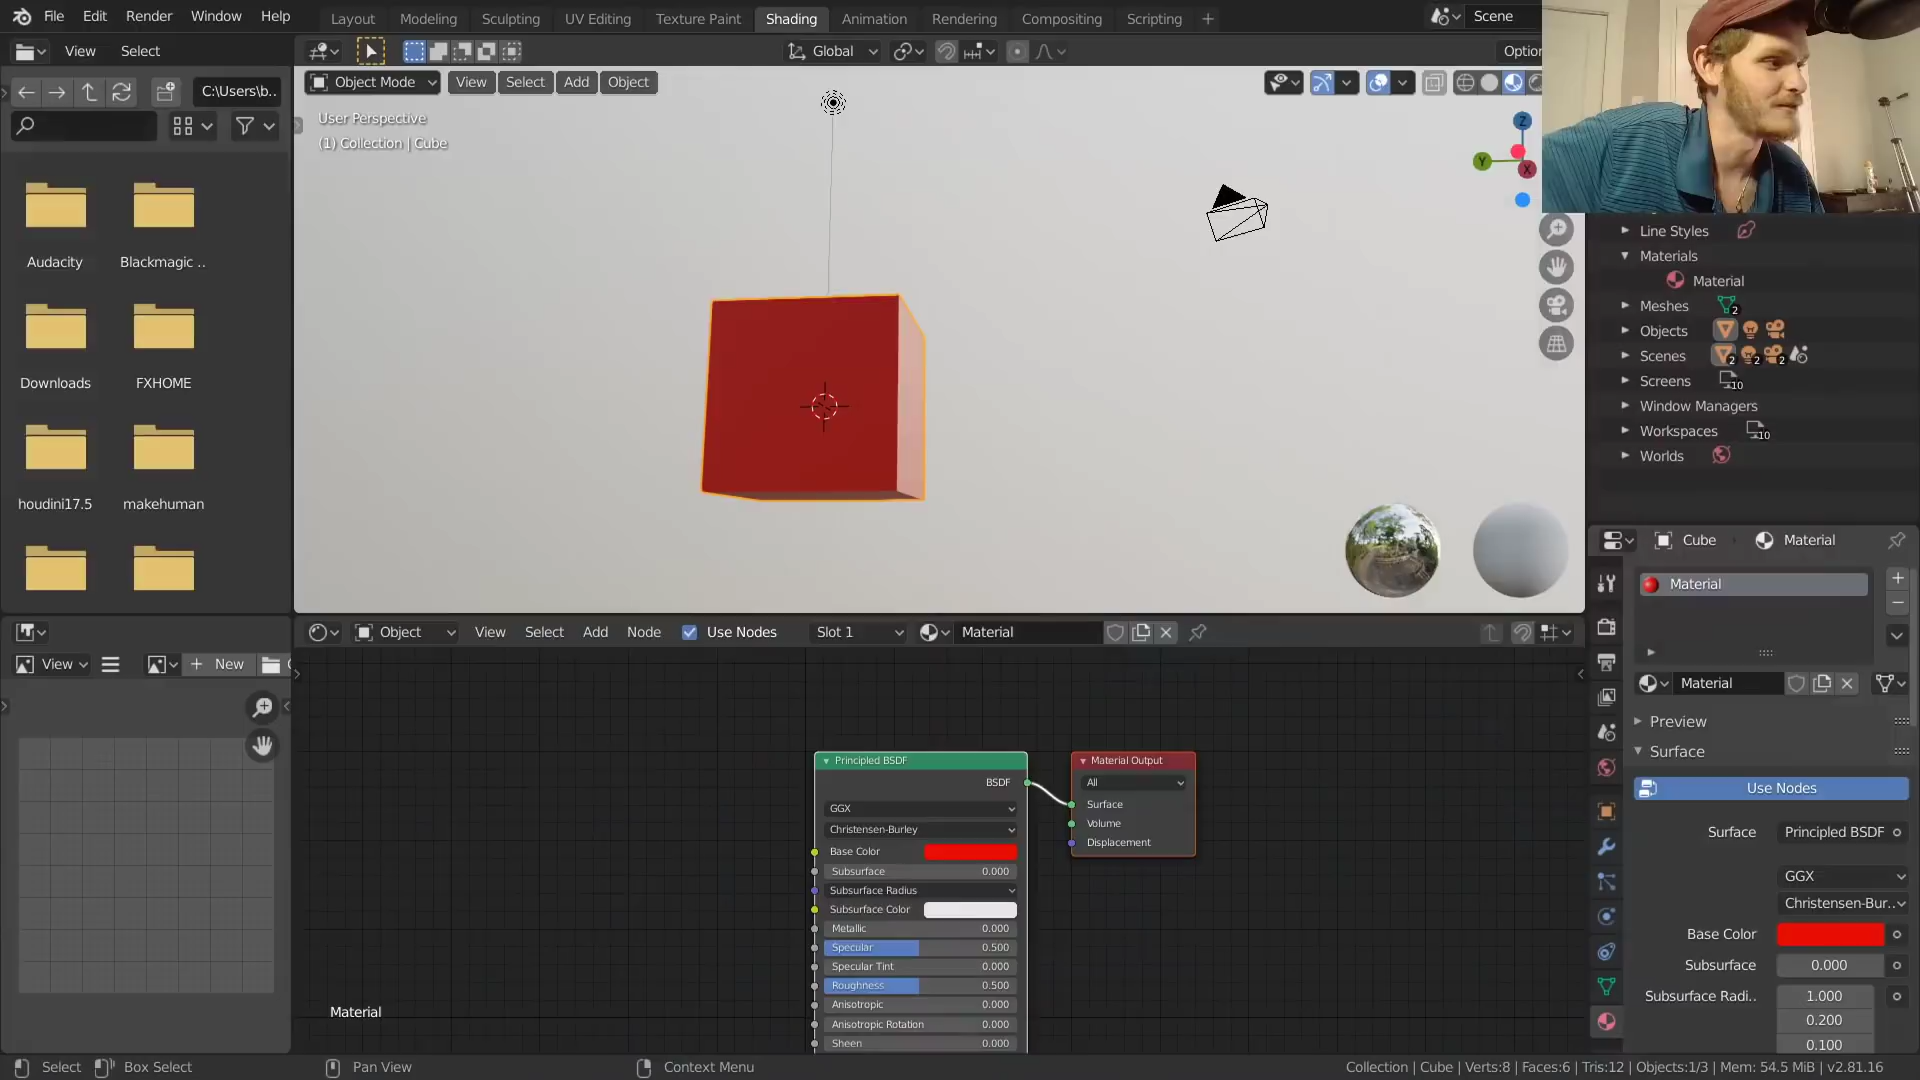 File Edit Render Window Help Layout Modeling Sculpting UV Editing Texture Paint Shading Animation Rendering Compositing Scripting + Scene
View Select
Global
Optio
C:\Users\b..
Object Mode View Select Add Object
User Perspective
(1) Collection | Cube
Z
Y
X
Audacity Blackmagic ..
Downloads FXHOME
houdini17.5 makehuman
Line Styles
Materials
Material
Meshes 2
Objects
Scenes 2 2 2
Screens 10
Window Managers
Workspaces 10
Worlds
Cube Material
Material
Material
Preview
Surface
Use Nodes
Surface Principled BSDF
GGX
Christensen-Bur..
Base Color
Subsurface 0.000
Subsurface Radi.. 1.000
0.200
0.100
View New
Object View Select Add Node Use Nodes Slot 1 Material
Principled BSDF
BSDF
GGX
Christensen-Burley
Base Color
Subsurface 0.000
Subsurface Radius
Subsurface Color
Metallic 0.000
Specular 0.500
Specular Tint 0.000
Roughness 0.500
Anisotropic 0.000
Anisotropic Rotation 0.000
Sheen 0.000
Material Output
All
Surface
Volume
Displacement
Material
Select Box Select Pan View Context Menu Collection | Cube | Verts:8 | Faces:6 | Tris:12 | Objects:1/3 | Mem: 54.5 MiB | v2.81.16